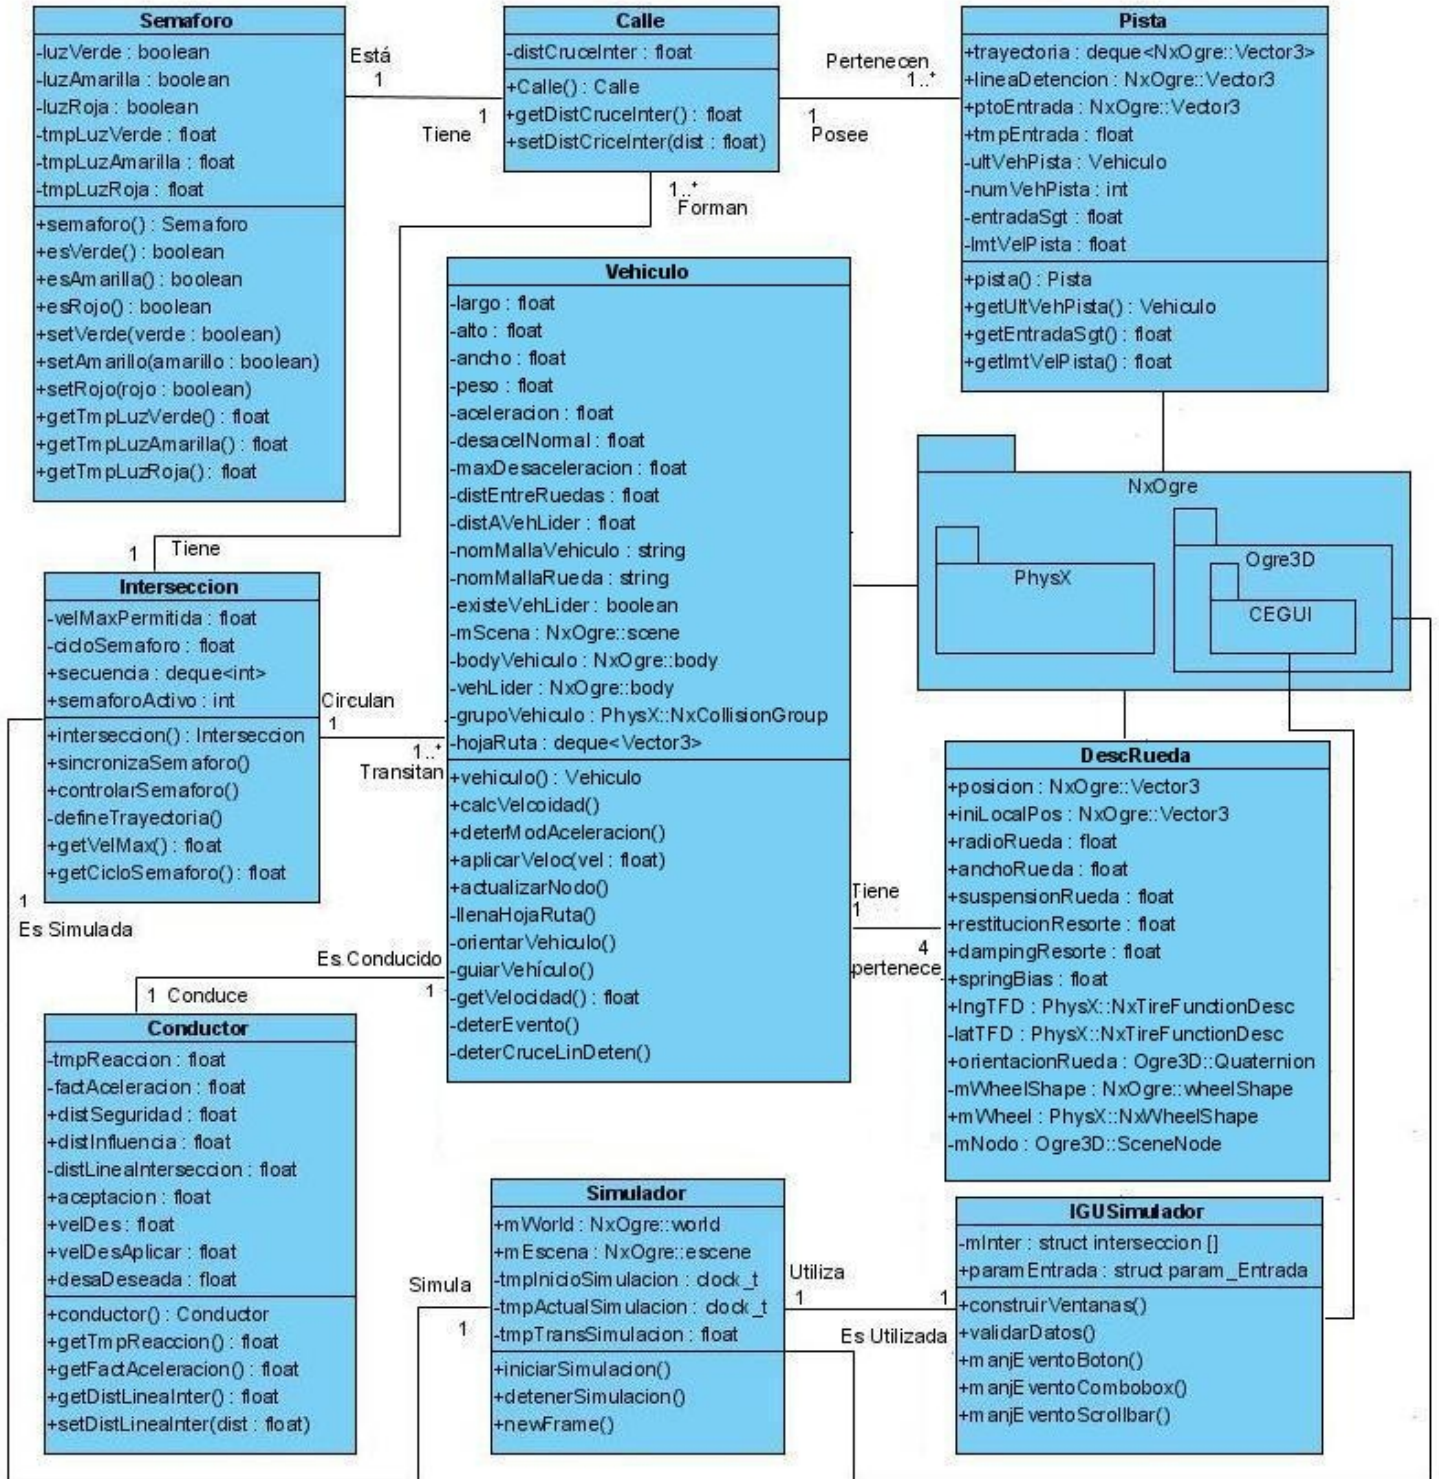 Semaforo
-luzVerde : boolean
-luzAmarilla : boolean
-luzRoja : boolean
-tmpLuzVerde : float
-tmpLuzAmarilla : float
-tmpLuzRoja : float
+semaforo() : Semaforo
+esVerde() : boolean
+esAmarilla() : boolean
+esRojo() : boolean
+setVerde(verde : boolean)
+setAmarillo(amarillo : boolean)
+setRojo(rojo : boolean)
+getTmpLuzVerde() : float
+getTmpLuzAmarilla() : float
+getTmpLuzRoja() : float
Está
1
1
Tiene
Calle
-distCruceInter : float
+Calle() : Calle
+getDistCruceInter() : float
+setDistCriceInter(dist : float)
Pertenecen
1..*
1
Posee
1..*
Forman
Pista
+trayectoria : deque<NxOgre::Vector3>
+lineaDetencion : NxOgre::Vector3
+ptoEntrada : NxOgre::Vector3
+tmpEntrada : float
-ultVehPista : Vehiculo
-numVehPista : int
-entradaSgt : float
-lmtVelPista : float
+pista() : Pista
+getUltVehPista() : Vehiculo
+getEntradaSgt() : float
+getlmtVelPista() : float
Vehiculo
-largo : float
-alto : float
-ancho : float
-peso : float
-aceleracion : float
-desacelNormal : float
-maxDesaceleracion : float
-distEntreRuedas : float
-distAVehLider : float
-nomMallaVehiculo : string
-nomMallaRueda : string
-existeVehLider : boolean
-mScena : NxOgre::scene
-bodyVehiculo : NxOgre::body
-vehLider : NxOgre::body
-grupoVehiculo : PhysX::NxCollisionGroup
-hojaRuta : deque<Vector3>
+vehiculo() : Vehiculo
+calcVelcoidad()
+deterModAceleracion()
+aplicarVeloc(vel : float)
+actualizarNodo()
-llenaHojaRuta()
-orientarVehiculo()
-guiarVehículo()
-getVelocidad() : float
-deterEvento()
-deterCruceLinDeten()
NxOgre
PhysX
Ogre3D
CEGUI
1
Tiene
Interseccion
-velMaxPermitida : float
-cicloSemaforo : float
+secuencia : deque<int>
+semaforoActivo : int
+interseccion() : Interseccion
+sincronizaSemaforo()
+controlarSemaforo()
-defineTrayectoria()
+getVelMax() : float
+getCicloSemaforo() : float
Circulan
1
1..*
Transitan
1
Es Simulada
DescRueda
+posicion : NxOgre::Vector3
+iniLocalPos : NxOgre::Vector3
+radioRueda : float
+anchoRueda : float
+suspensionRueda : float
+restitucionResorte : float
+dampingResorte : float
+springBias : float
+lngTFD : PhysX::NxTireFunctionDesc
-latTFD : PhysX::NxTireFunctionDesc
+orientacionRueda : Ogre3D::Quaternion
-mWheelShape : NxOgre::wheelShape
+mWheel : PhysX::NxWheelShape
-mNodo : Ogre3D::SceneNode
Tiene
1
4
pertenece
Es Conducido
1
1 Conduce
Conductor
-tmpReaccion : float
-factAceleracion : float
+distSeguridad : float
+distInfluencia : float
-distLineaInterseccion : float
+aceptacion : float
+velDes : float
+velDesAplicar : float
+desaDeseada : float
+conductor() : Conductor
+getTmpReaccion() : float
+getFactAceleracion() : float
+getDistLineaInter() : float
+setDistLineaInter(dist : float)
Simula
1
Simulador
+mWorld : NxOgre::world
+mEscena : NxOgre::escene
-tmpInicioSimulacion : clock_t
-tmpActualSimulacion : clock_t
-tmpTransSimulacion : float
+iniciarSimulacion()
+detenerSimulacion()
+newFrame()
Utiliza
1
1
Es Utilizada
IGUSimulador
-mInter : struct interseccion []
+paramEntrada : struct param_Entrada
+construirVentanas()
+validarDatos()
+manjEventoBoton()
+manjEventoCombobox()
+manjEventoScrollbar()